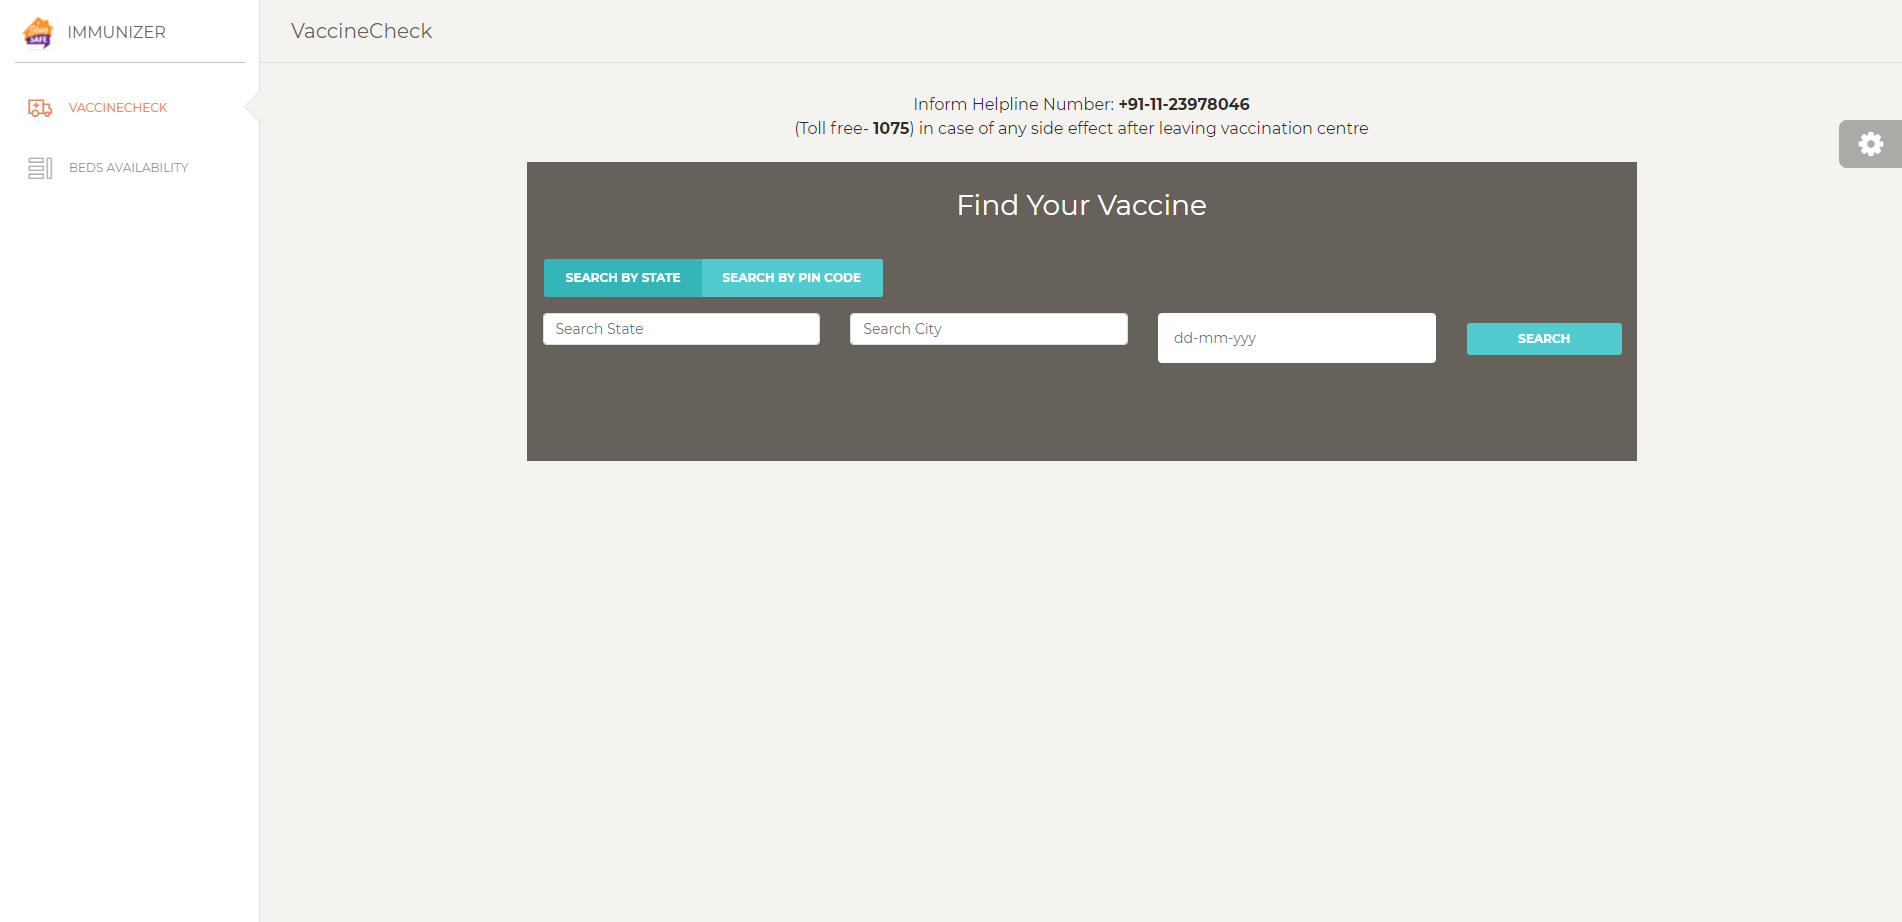 Stay
SAFE
IMMUNIZER
VaccineCheck
VACCINECHECK
BEDS AVAILABILITY
Inform Helpline Number: +91-11-23978046
(Toll free- 1075) in case of any side effect after leaving vaccination centre
Find Your Vaccine
SEARCH BY STATE
SEARCH BY PIN CODE
Search State
Search City
dd-mm-yyy
SEARCH